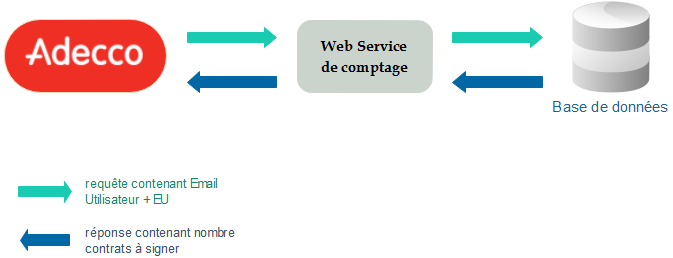 Adecco
Web Service
de comptage
Base de données
requête contenant Email
Utilisateur + EU
réponse contenant nombre
contrats à signer